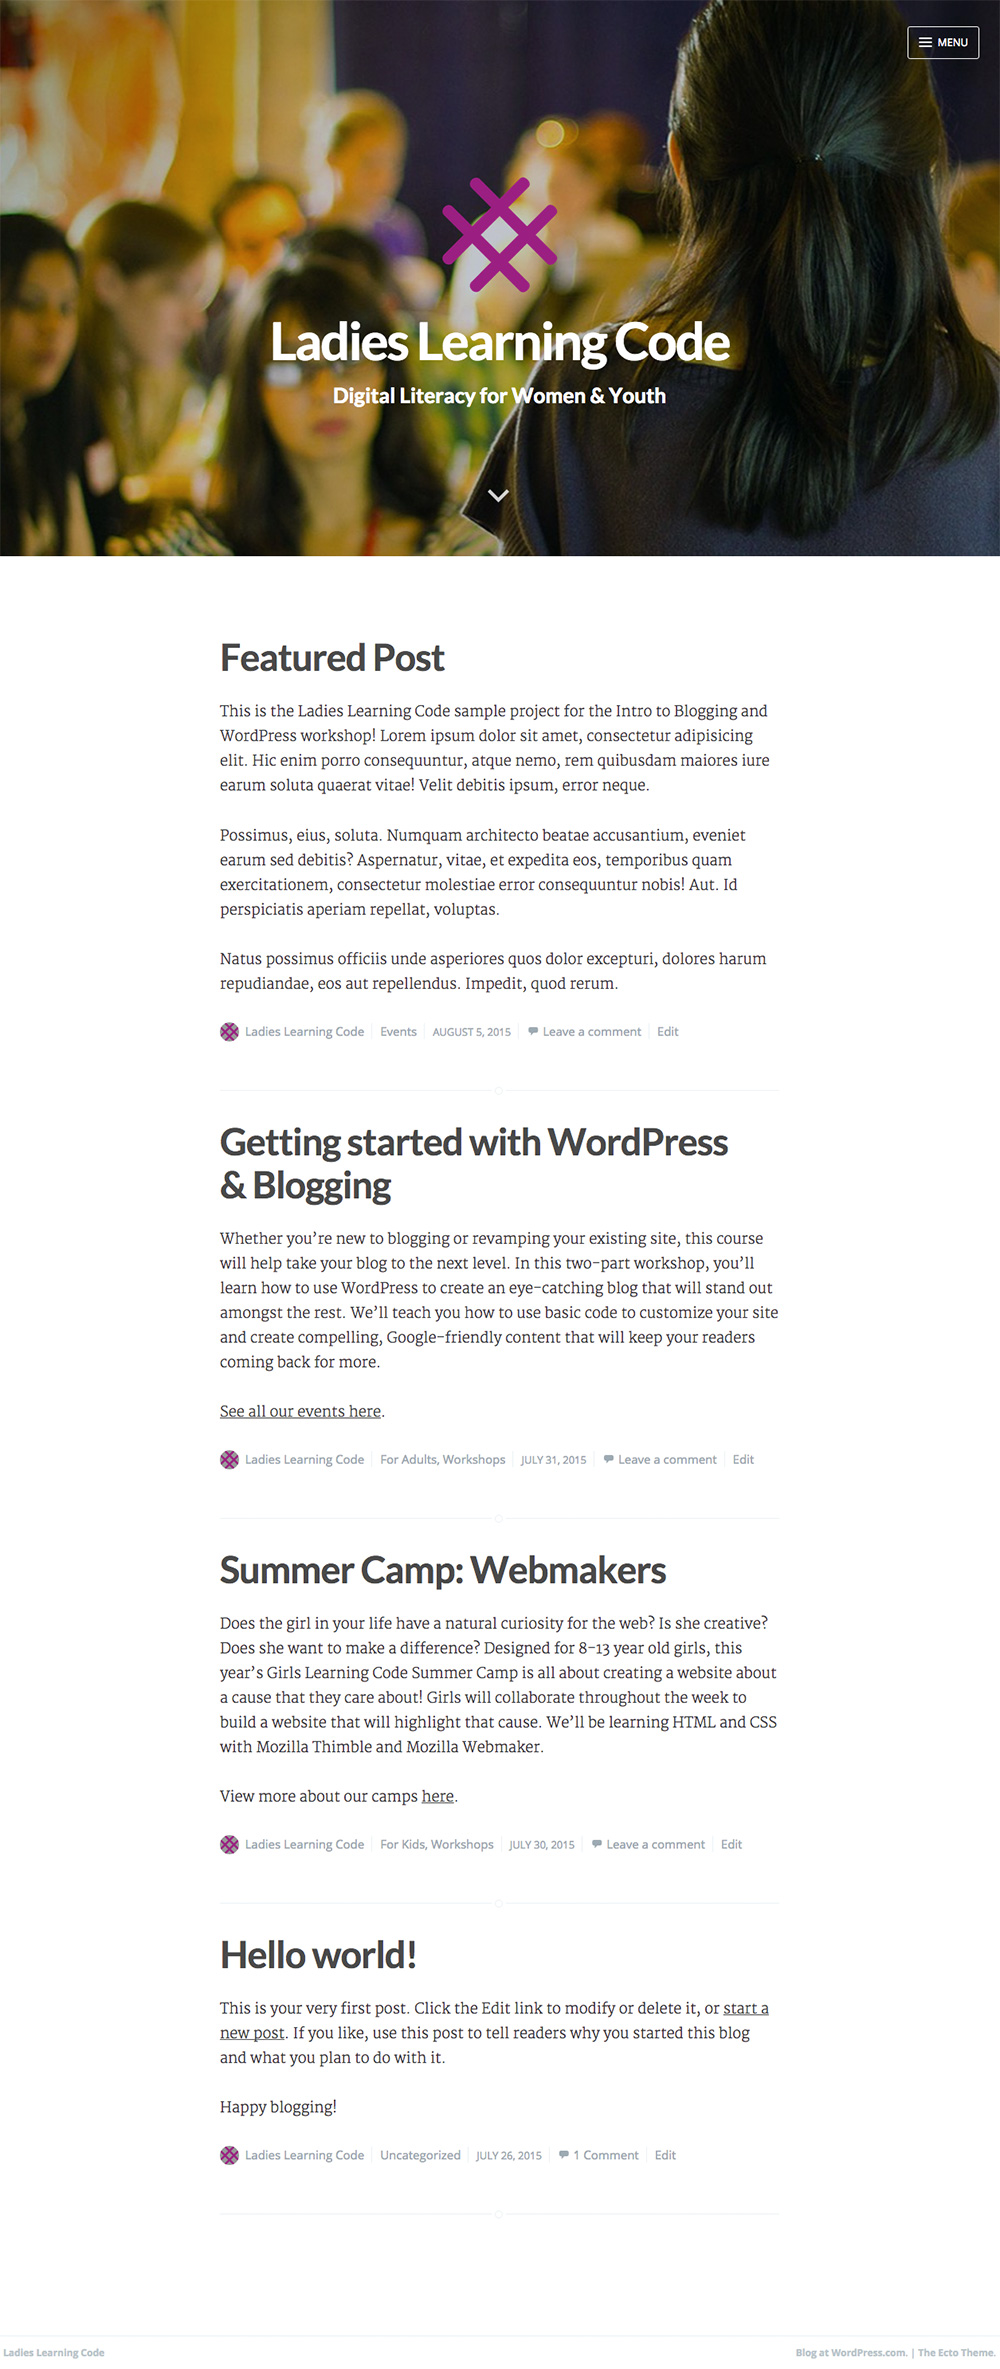 MENU
Ladies Learning Code
Digital Literacy for Women & Youth
Featured Post
This is the Ladies Learning Code sample project for the Intro to Blogging and
WordPress workshop! Lorem ipsum dolor sit amet, consectetur adipisicing
elit. Hic enim porro consequuntur, atque nemo, rem quibusdam maiores iure
earum soluta quaerat vitae! Velit debitis ipsum, error neque.
Possimus, eius, soluta. Numquam architecto beatae accusantium, eveniet
earum sed debitis? Aspernatur, vitae, et expedita eos, temporibus quam
exercitationem, consectetur molestiae error consequuntur nobis! Aut. Id
perspiciatis aperiam repellat, voluptas.
Natus possimus officiis unde asperiores quos dolor excepturi, dolores harum
repudiandae, eos aut repellendus. Impedit, quod rerum.
Ladies Learning Code Events AUGUST 5, 2015 Leave a comment Edit
Getting started with WordPress
& Blogging
Whether you’re new to blogging or revamping your existing site, this course
will help take your blog to the next level. In this two-part workshop, you’ll
learn how to use WordPress to create an eye-catching blog that will stand out
amongst the rest. We’ll teach you how to use basic code to customize your site
and create compelling, Google-friendly content that will keep your readers
coming back for more.
See all our events here.
Ladies Learning Code For Adults, Workshops JULY 31, 2015 Leave a comment Edit
Summer Camp: Webmakers
Does the girl in your life have a natural curiosity for the web? Is she creative?
Does she want to make a difference? Designed for 8-13 year old girls, this
year’s Girls Learning Code Summer Camp is all about creating a website about
a cause that they care about! Girls will collaborate throughout the week to
build a website that will highlight that cause. We’ll be learning HTML and CSS
with Mozilla Thimble and Mozilla Webmaker.
View more about our camps here.
Ladies Learning Code For Kids, Workshops JULY 30, 2015 Leave a comment Edit
Hello world!
This is your very first post. Click the Edit link to modify or delete it, or start a
new post. If you like, use this post to tell readers why you started this blog
and what you plan to do with it.
Happy blogging!
Ladies Learning Code Uncategorized JULY 26, 2015 1 Comment Edit
Ladies Learning Code Blog at WordPress.com. | The Ecto Theme.